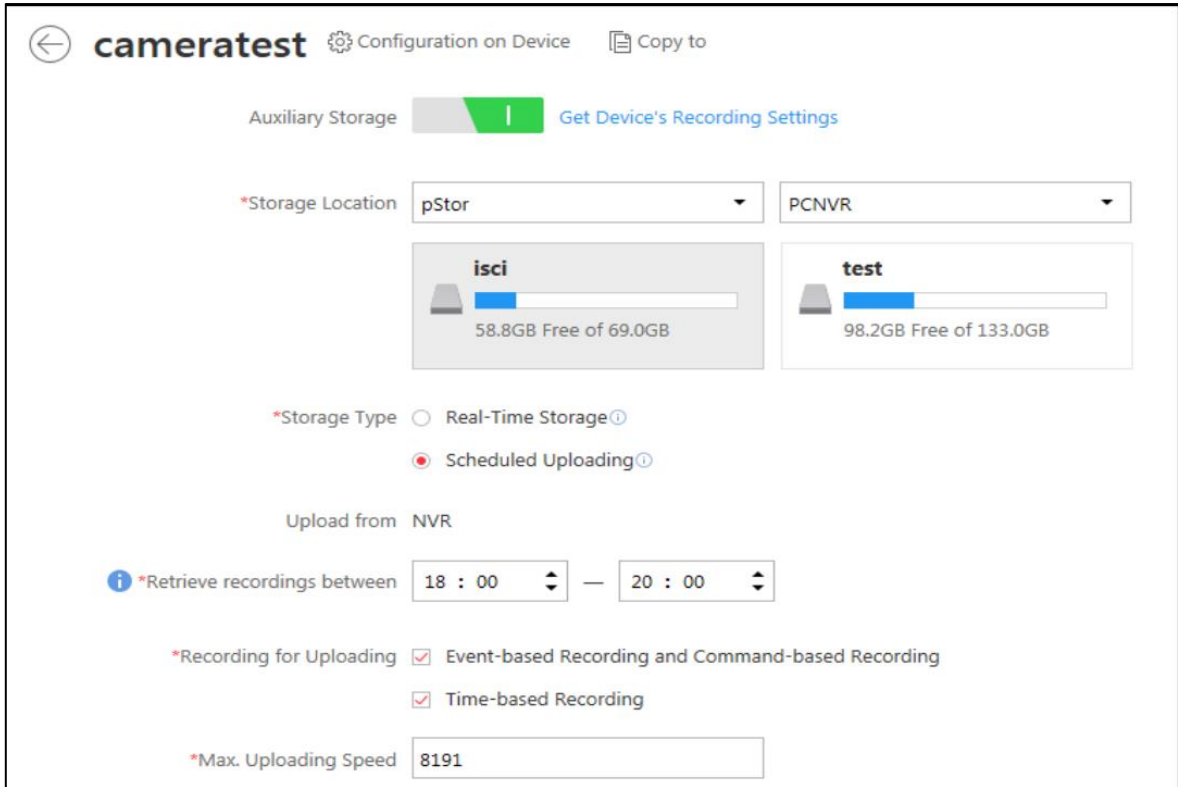 cameratest Configuration on Device Copy to
Auxiliary Storage Get Device's Recording Settings
*Storage Location pStor PCNVR
isci test
58.8GB Free of 69.0GB 98.2GB Free of 133.0GB
*Storage Type Real-Time Storage
Scheduled Uploading
Upload from NVR
*Retrieve recordings between 18 : 00 — 20 : 00
*Recording for Uploading Event-based Recording and Command-based Recording
Time-based Recording
*Max. Uploading Speed 8191